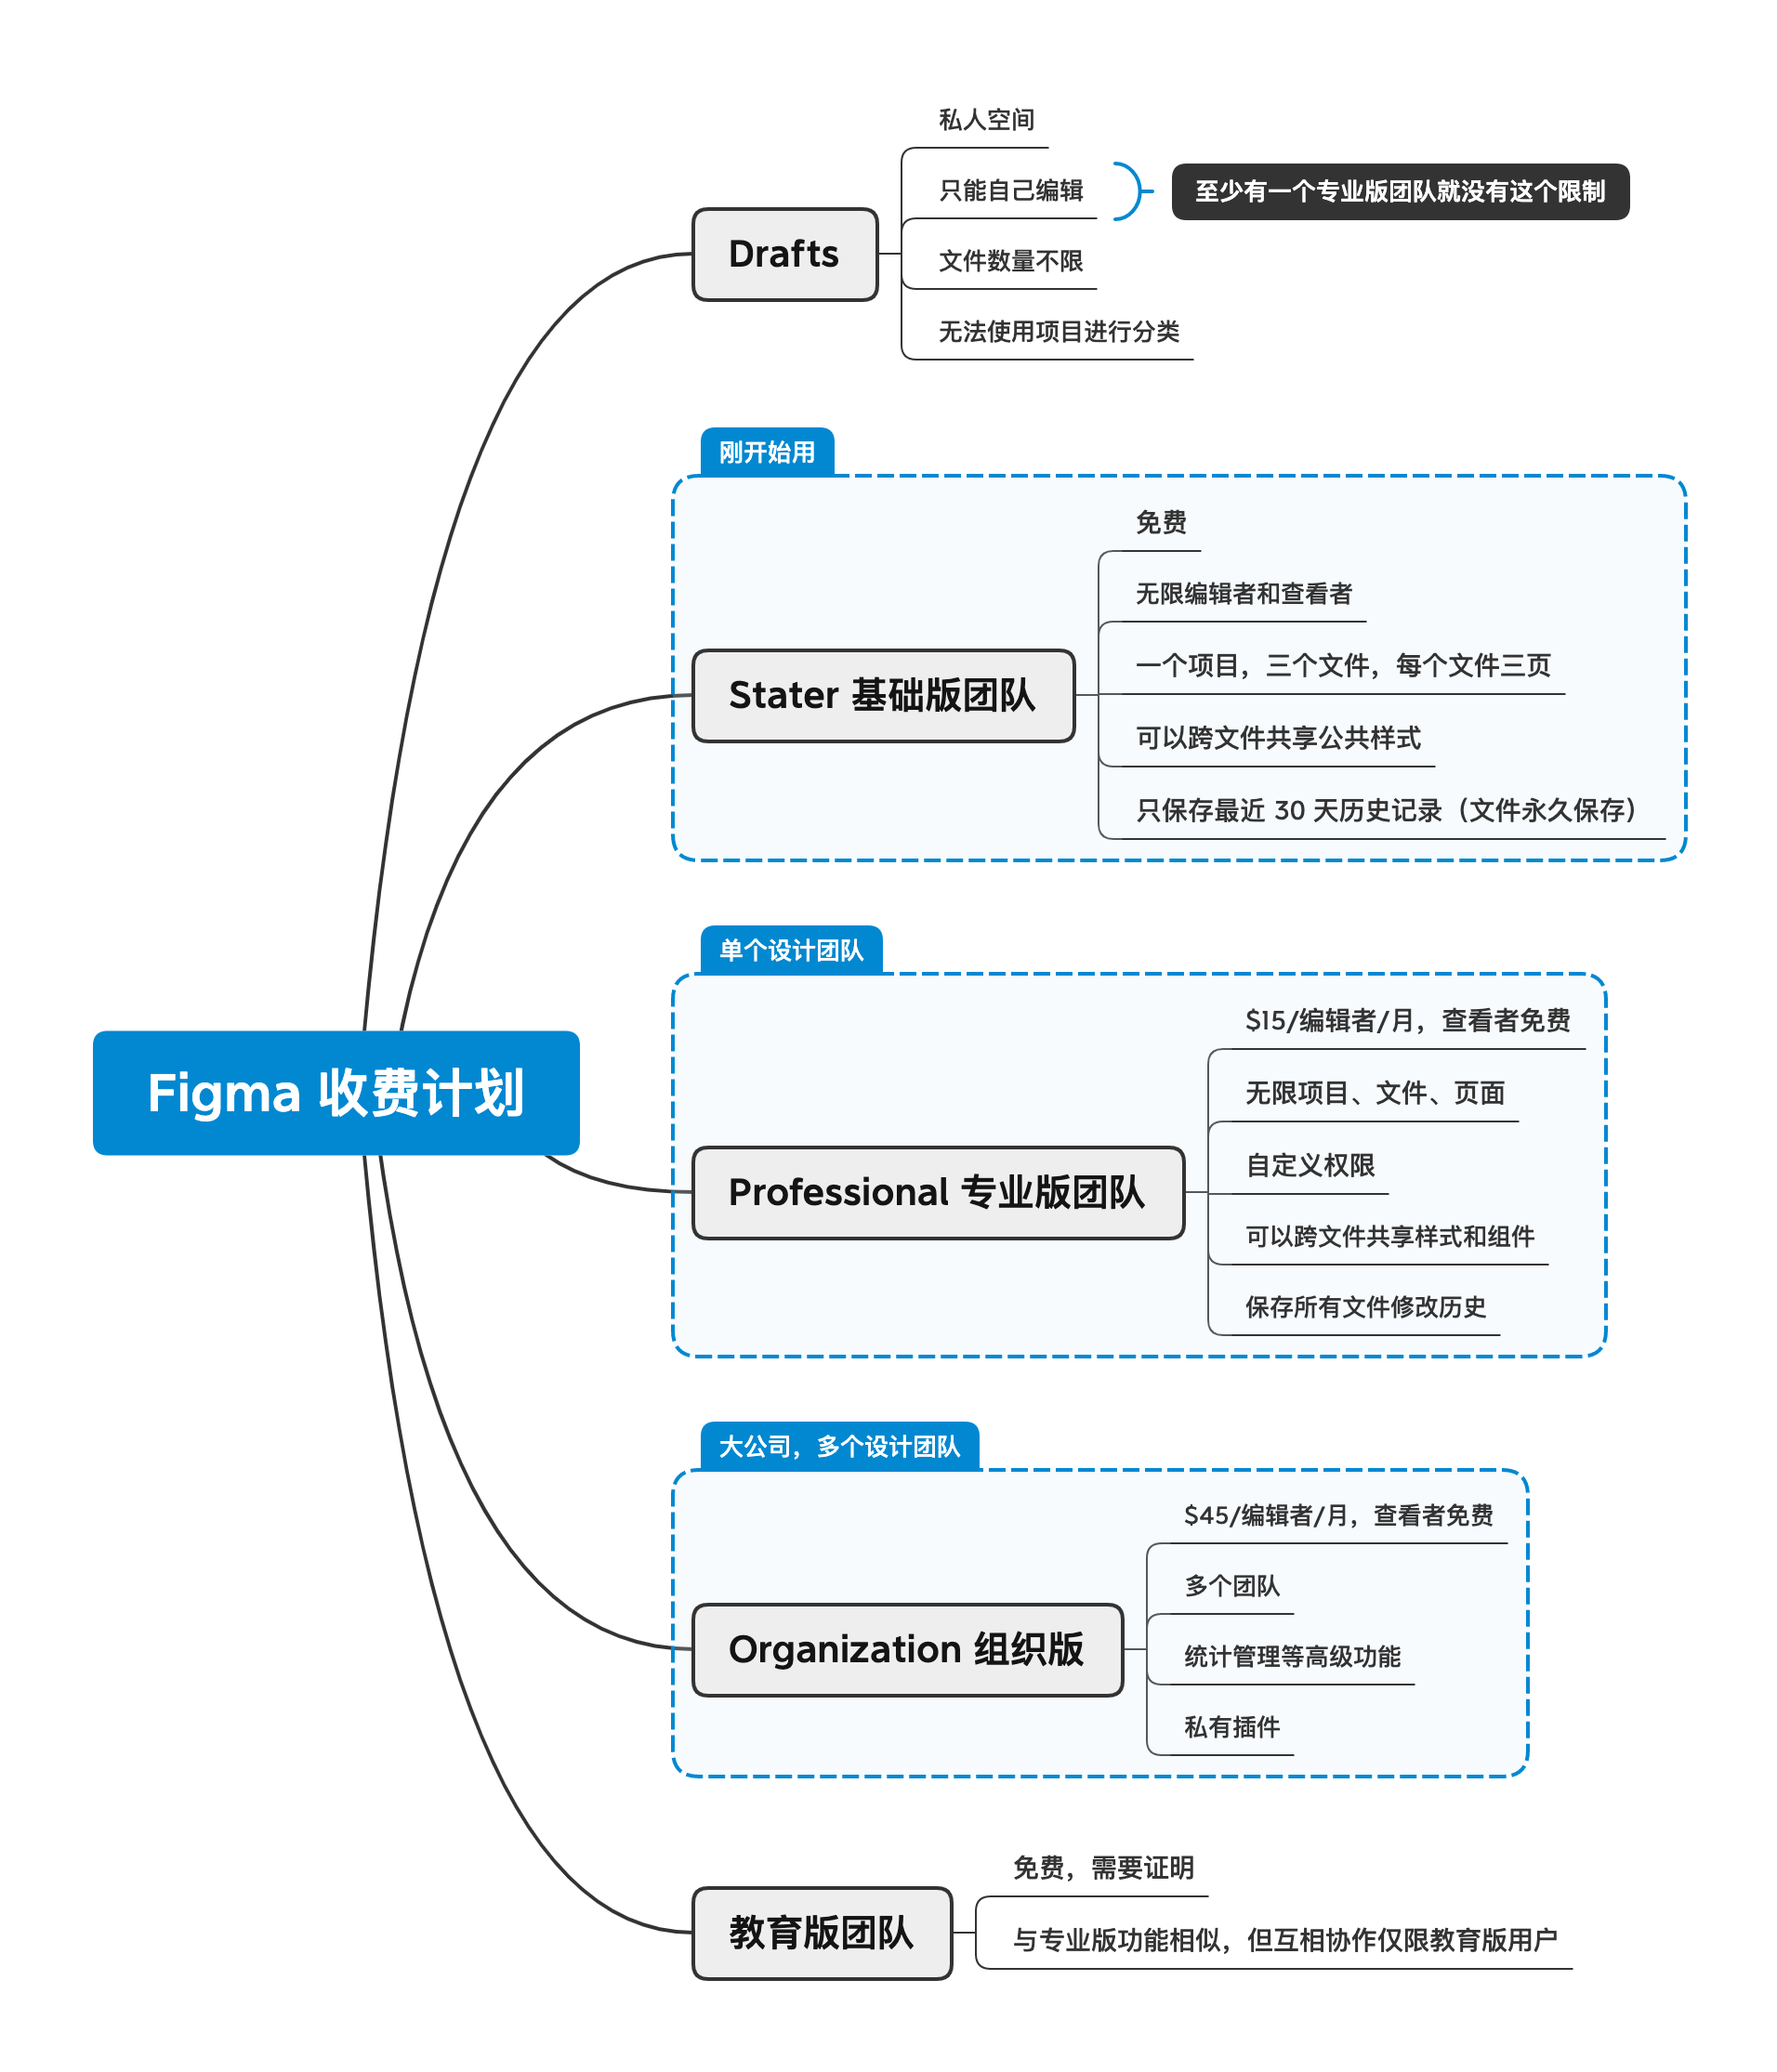 私人空间
只能自己编辑
至少有一个专业版团队就没有这个限制
Drafts
文件数量不限
无法使用项目进行分类
刚开始用
免费
无限编辑者和查看者
一个项目，三个文件，每个文件三页
Stater 基础版团队
可以跨文件共享公共样式
只保存最近 30 天历史记录（文件永久保存）
单个设计团队
$15/编辑者/月，查看者免费
Figma 收费计划
无限项目、文件、页面
自定义权限
Professional 专业版团队
可以跨文件共享样式和组件
保存所有文件修改历史
大公司，多个设计团队
$45/编辑者/月，查看者免费
多个团队
Organization 组织版
统计管理等高级功能
私有插件
免费，需要证明
教育版团队
与专业版功能相似，但互相协作仅限教育版用户